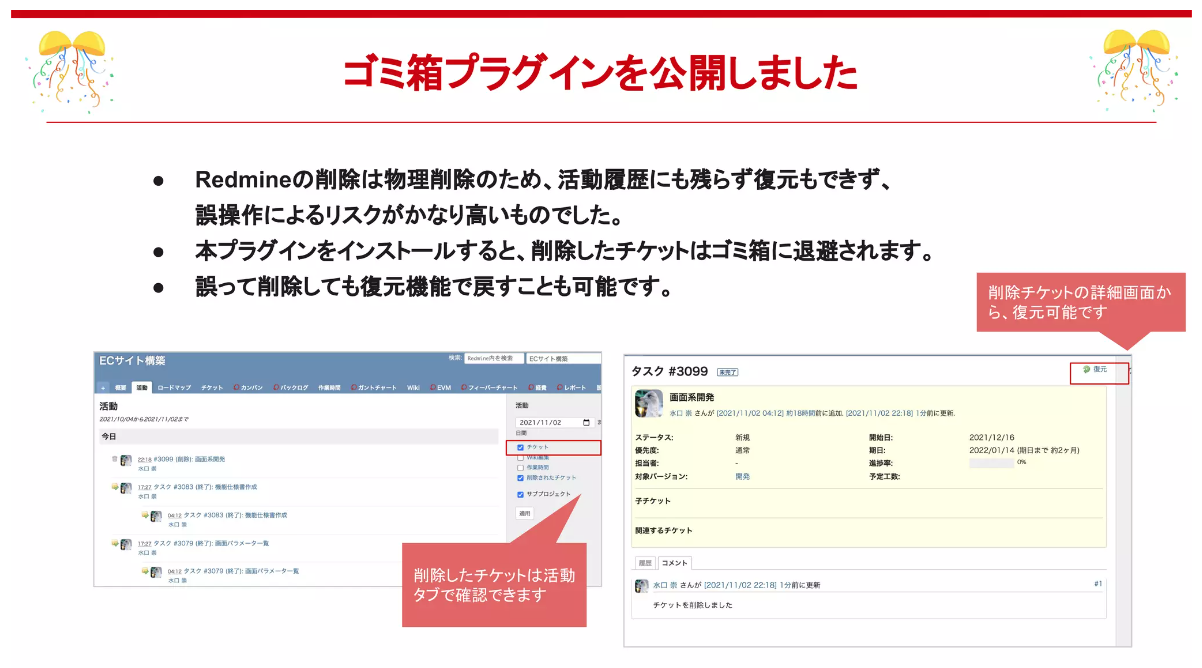 ゴミ箱プラグインを公開しました
● Redmineの削除は物理削除のため、活動履歴にも残らず復元もできず、
誤操作によるリスクがかなり高いものでした。
● 本プラグインをインストールすると、削除したチケットはゴミ箱に退避されます。
● 誤って削除しても復元機能で戻すことも可能です。
削除チケットの詳細画面か
ら、復元可能です
ECサイト構築
検索: Redmine内を検索 ECサイト構築
+ 概要 活動 ロードマップ チケット カンバン バックログ 作業時間 ガントチャート Wiki EVM フィーバーチャート 経費 レポート
活動
2021/10/04から2021/11/02まで
今日
22:18 #3099 (削除): 画面系開発
水口 崇
17:27 タスク #3083 (終了): 機能仕様書作成
水口 崇
04:12 タスク #3083 (終了): 機能仕様書作成
水口 崇
17:27 タスク #3079 (終了): 画面パラメータ一覧
水口 崇
04:12 タスク #3079 (終了): 画面パラメータ一覧
水口 崇
活動
2021/11/02
日間
チケット
Wiki編集
作業時間
削除されたチケット
サブプロジェクト
適用
削除したチケットは活動
タブで確認できます
タスク #3099 未完了
復元
画面系開発
水口 崇 さんが [2021/11/02 04:12] 約18時間前に追加. [2021/11/02 22:18] 1分前に更新.
ステータス: 新規 開始日: 2021/12/16
優先度: 通常 期日: 2022/01/14 (期日まで 約2ヶ月)
担当者: - 進捗率: 0%
対象バージョン: 開発 予定工数:
子チケット
関連するチケット
履歴 コメント
水口 崇 さんが [2021/11/02 22:18] 1分前に更新 #1
チケットを削除しました